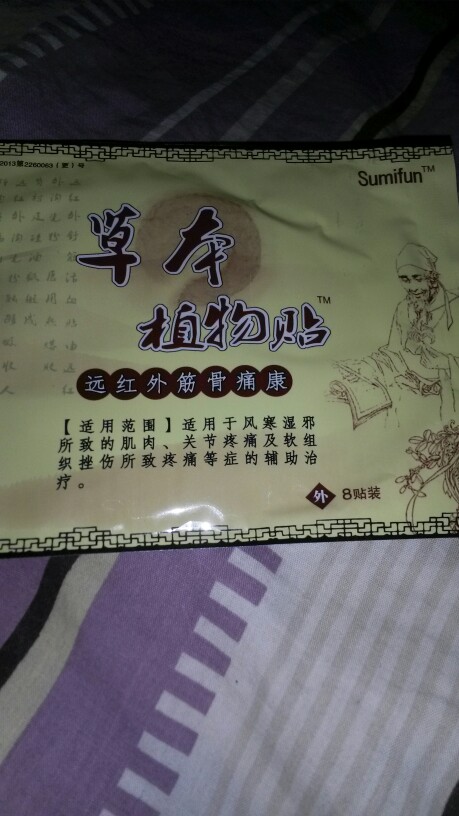 2013第2260063(更)号
Sumifun™
草本
植物贴™
远红外筋骨痛康
【适用范围】适用于风寒湿邪
所致的肌肉、关节疼痛及软组
织挫伤所致疼痛等症的辅助治
疗。
外 8贴装